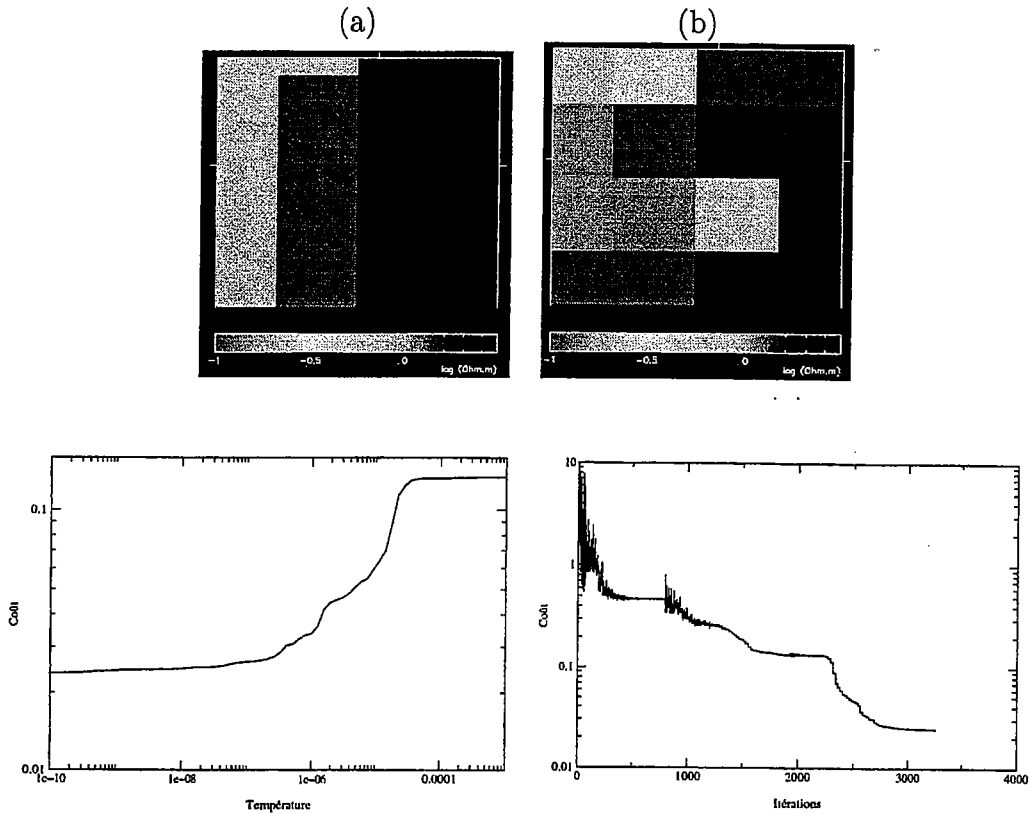 (a)
(b)
-1
-0.5
0
log (Ohm.m)
-1
-0.5
0
log (Ohm.m)
0.1
0.01
Coût
1e-10
1e-08
1e-06
0.0001
Température
10
1
0.1
0.01
Coût
0
1000
2000
3000
4000
Itérations